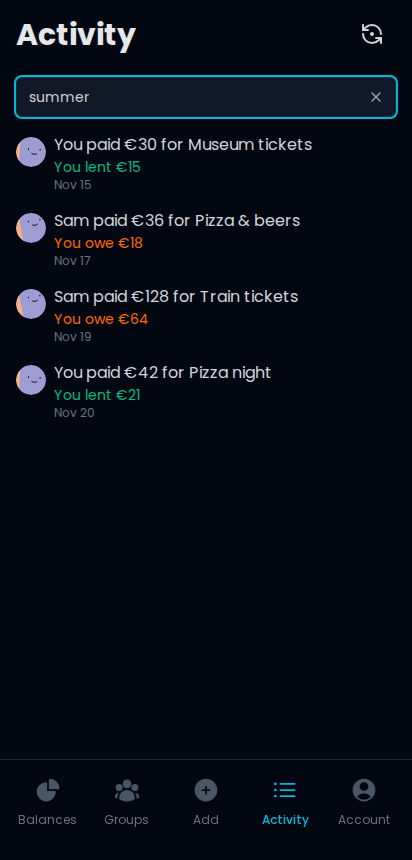 Activity
summer
You paid €30 for Museum tickets
You lent €15
Nov 15
Sam paid €36 for Pizza & beers
You owe €18
Nov 17
Sam paid €128 for Train tickets
You owe €64
Nov 19
You paid €42 for Pizza night
You lent €21
Nov 20
Balances Groups Add Activity Account